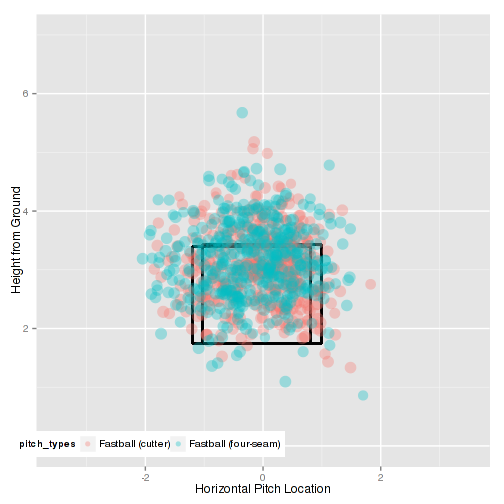 6
4
2
Height from Ground
pitch_types Fastball (cutter) Fastball (four-seam)
-2 0 2
Horizontal Pitch Location